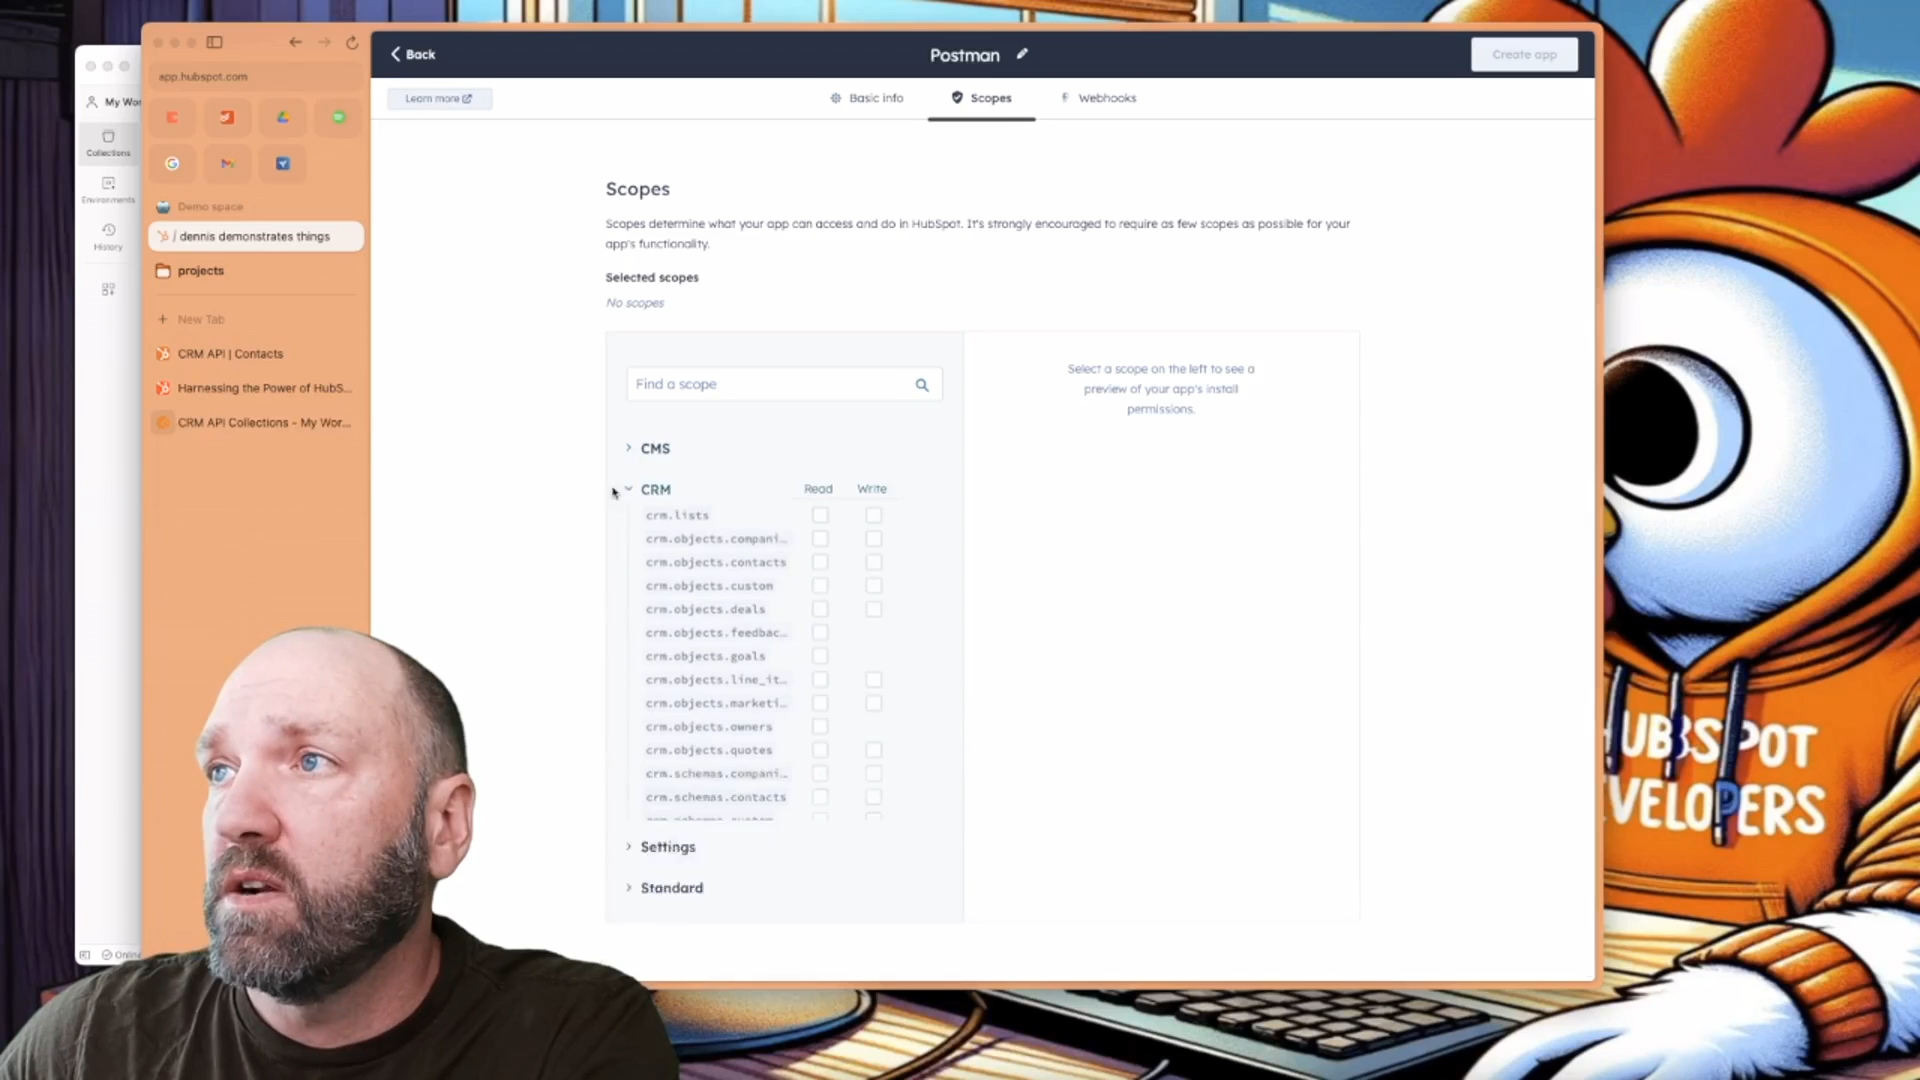 Back
Postman
Create app
app.hubspot.com
Learn more
Basic info
Scopes
Webhooks
My Wor
Collections
Environments
History
Demo space
/ dennis demonstrates things
projects
+ New Tab
CRM API | Contacts
Harnessing the Power of HubS...
CRM API Collections - My Wor...
Scopes
Scopes determine what your app can access and do in HubSpot. It's strongly encouraged to require as few scopes as possible for your
app's functionality.
Selected scopes
No scopes
Find a scope
Select a scope on the left to see a
preview of your app's install
permissions.
CMS
CRM Read Write
crm.lists
crm.objects.compani...
crm.objects.contacts
crm.objects.custom
crm.objects.deals
crm.objects.feedbac...
crm.objects.goals
crm.objects.line_it...
crm.objects.marketi...
crm.objects.owners
crm.objects.quotes
crm.schemas.compani...
crm.schemas.contacts
Settings
Standard
Online
HUBSPOT
DEVELOPERS